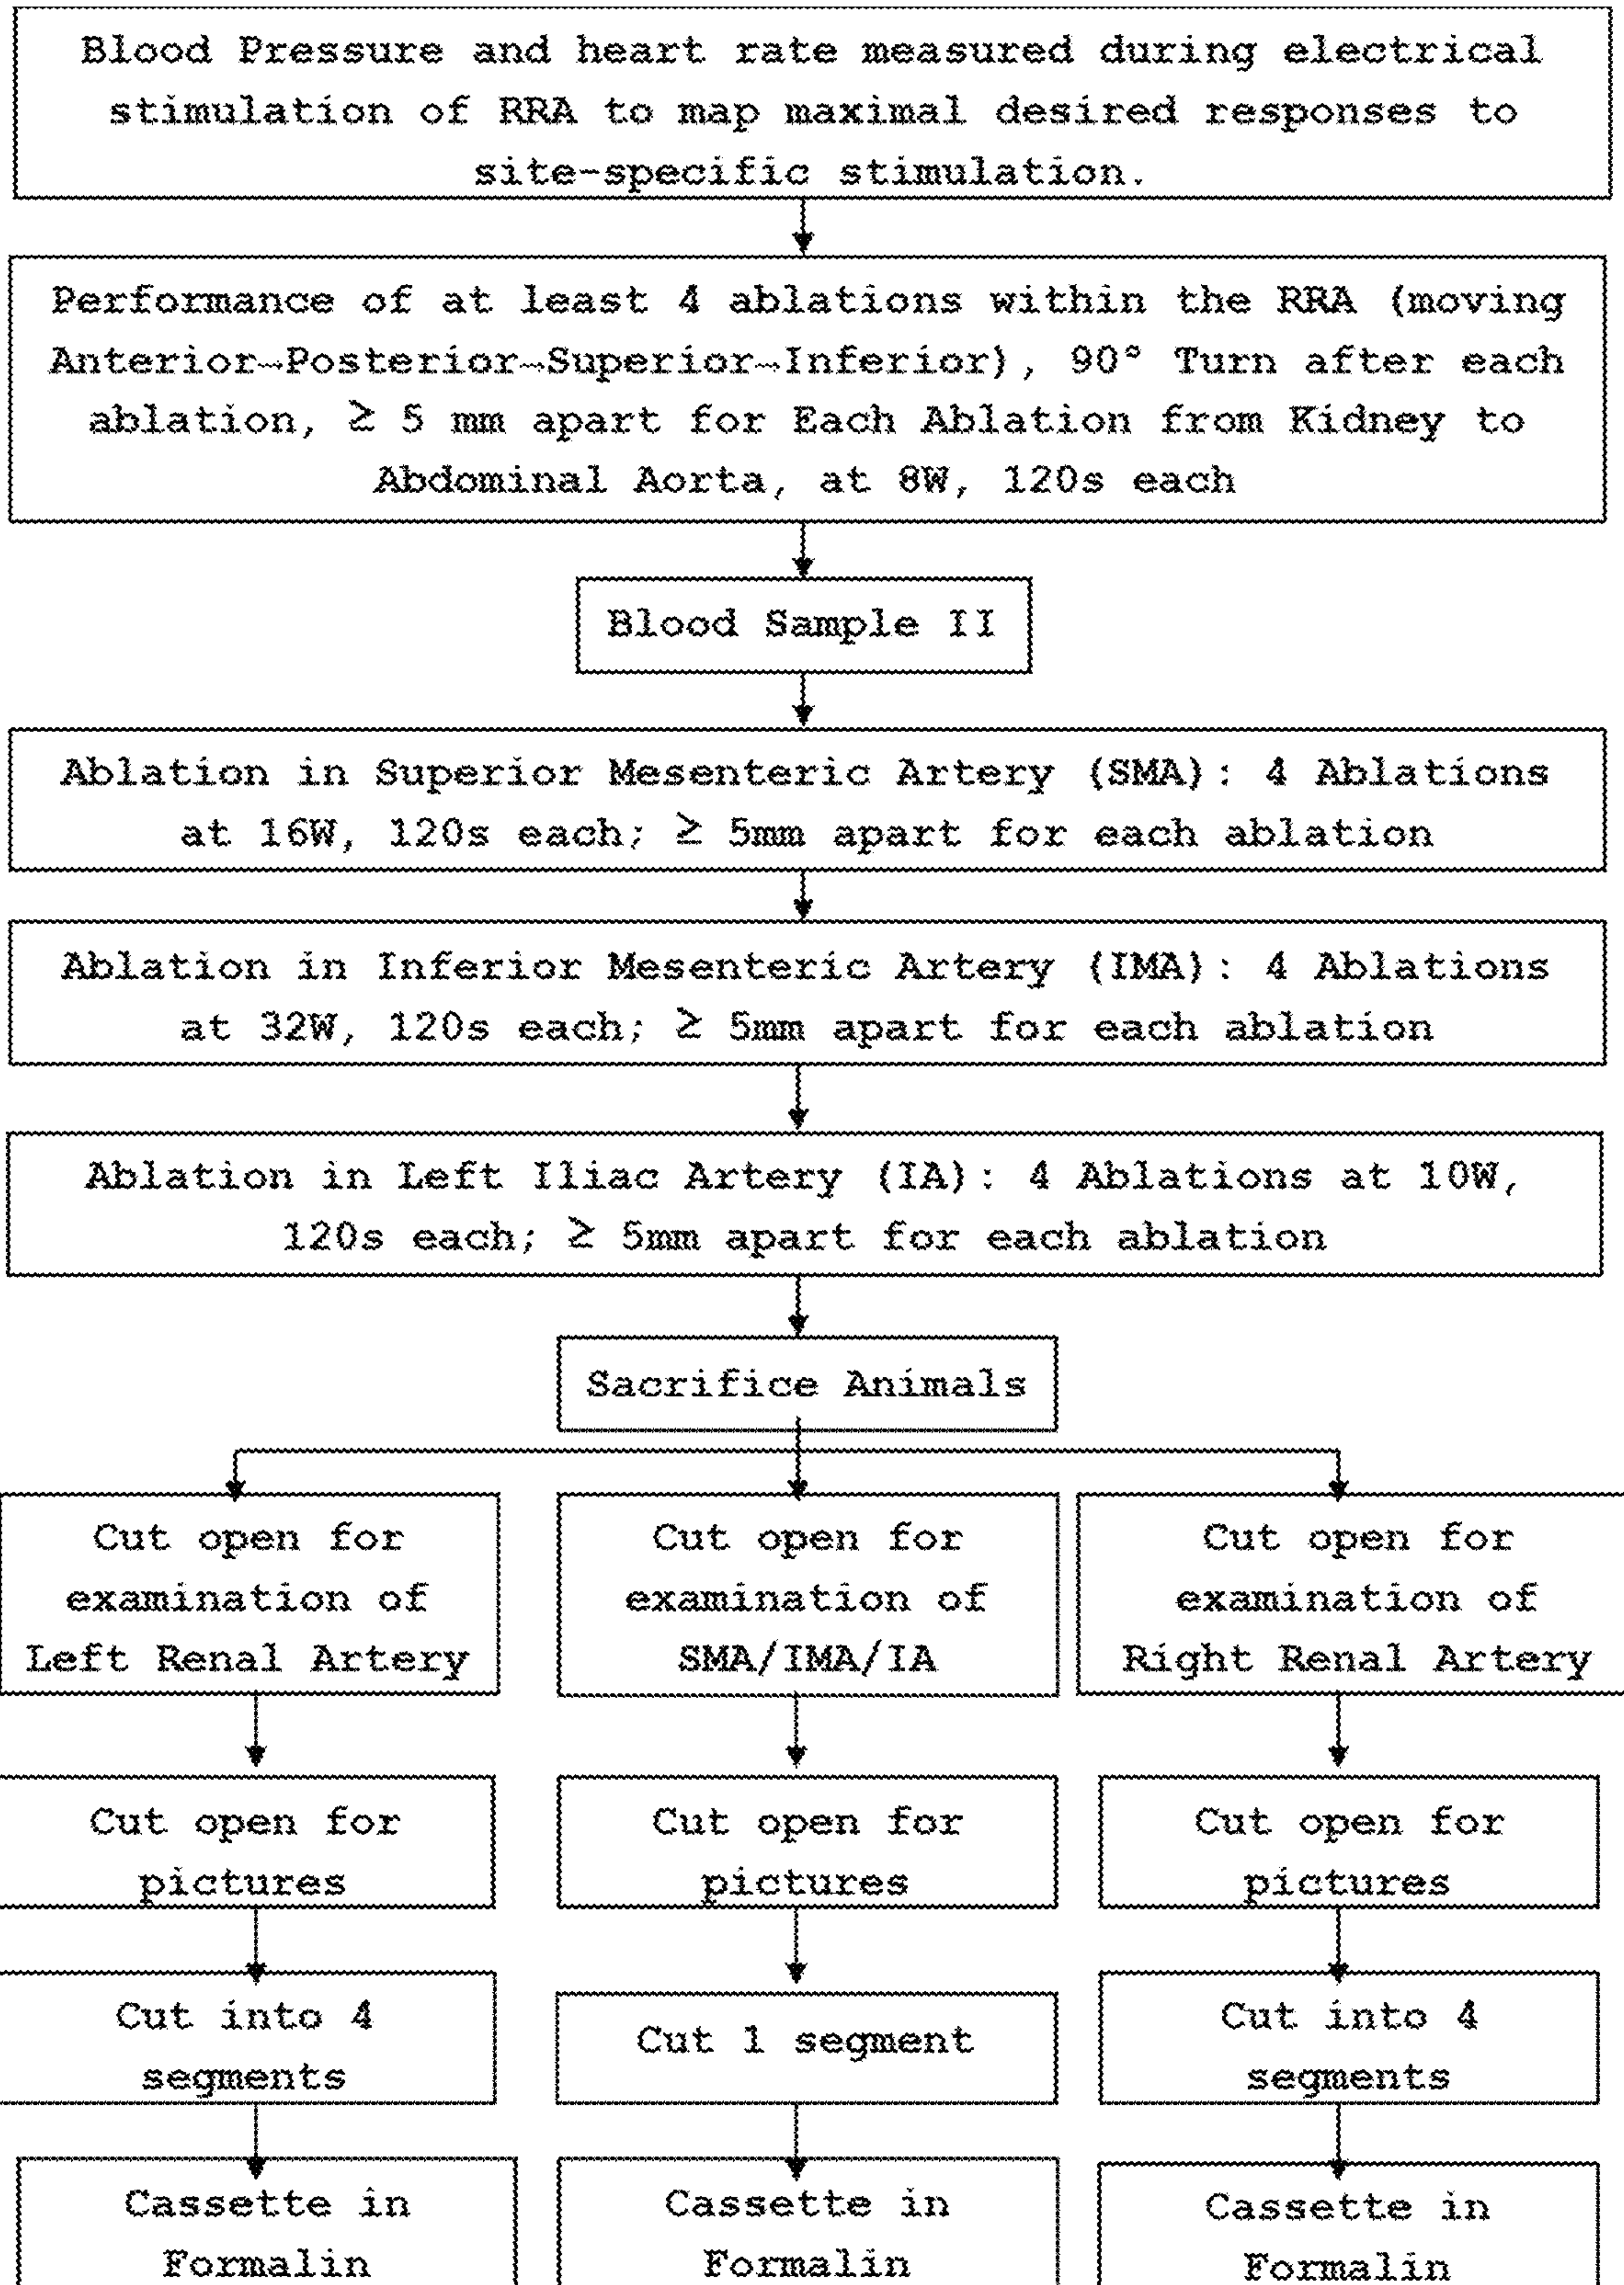 Blood Pressure and heart rate measured during electrical
stimulation of RRA to map maximal desired responses to
site-specific stimulation.
Performance of at least 4 ablations within the RRA (moving
Anterior→Posterior→Superior→Inferior), 90° Turn after each
ablation, ≥ 5 mm apart for Each Ablation from Kidney to
Abdominal Aorta, at 8W, 120s each
Blood Sample II
Ablation in Superior Mesenteric Artery (SMA): 4 Ablations
at 16W, 120s each; ≥ 5mm apart for each ablation
Ablation in Inferior Mesenteric Artery (IMA): 4 Ablations
at 32W, 120s each; ≥ 5mm apart for each ablation
Ablation in Left Iliac Artery (IA): 4 Ablations at 10W,
120s each; ≥ 5mm apart for each ablation
Sacrifice Animals
Cut open for
examination of
Left Renal Artery
Cut open for
examination of
SMA/IMA/IA
Cut open for
examination of
Right Renal Artery
Cut open for
pictures
Cut open for
pictures
Cut open for
pictures
Cut into 4
segments
Cut 1 segment
Cut into 4
segments
Cassette in
Formalin
Cassette in
Formalin
Cassette in
Formalin